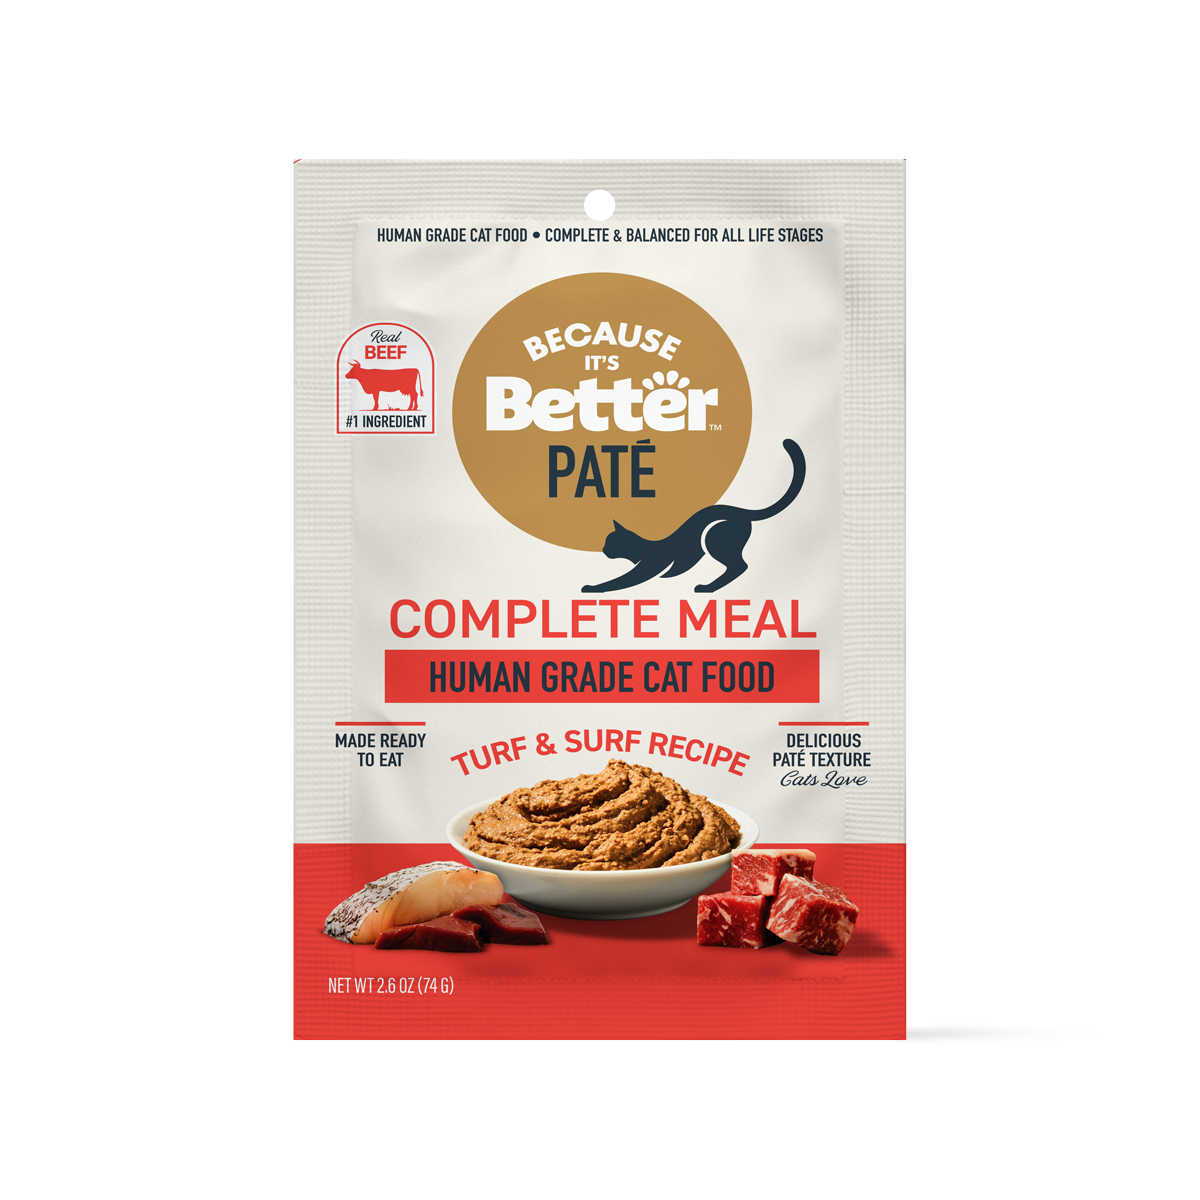 HUMAN GRADE CAT FOOD • COMPLETE & BALANCED FOR ALL LIFE STAGES
Real
BEEF
#1 INGREDIENT
BECAUSE
IT'S
Better™
PATÉ
COMPLETE MEAL
HUMAN GRADE CAT FOOD
MADE READY
TO EAT
TURF & SURF RECIPE
DELICIOUS
PATÉ TEXTURE
Cats Love
NET WT 2.6 OZ (74 G)